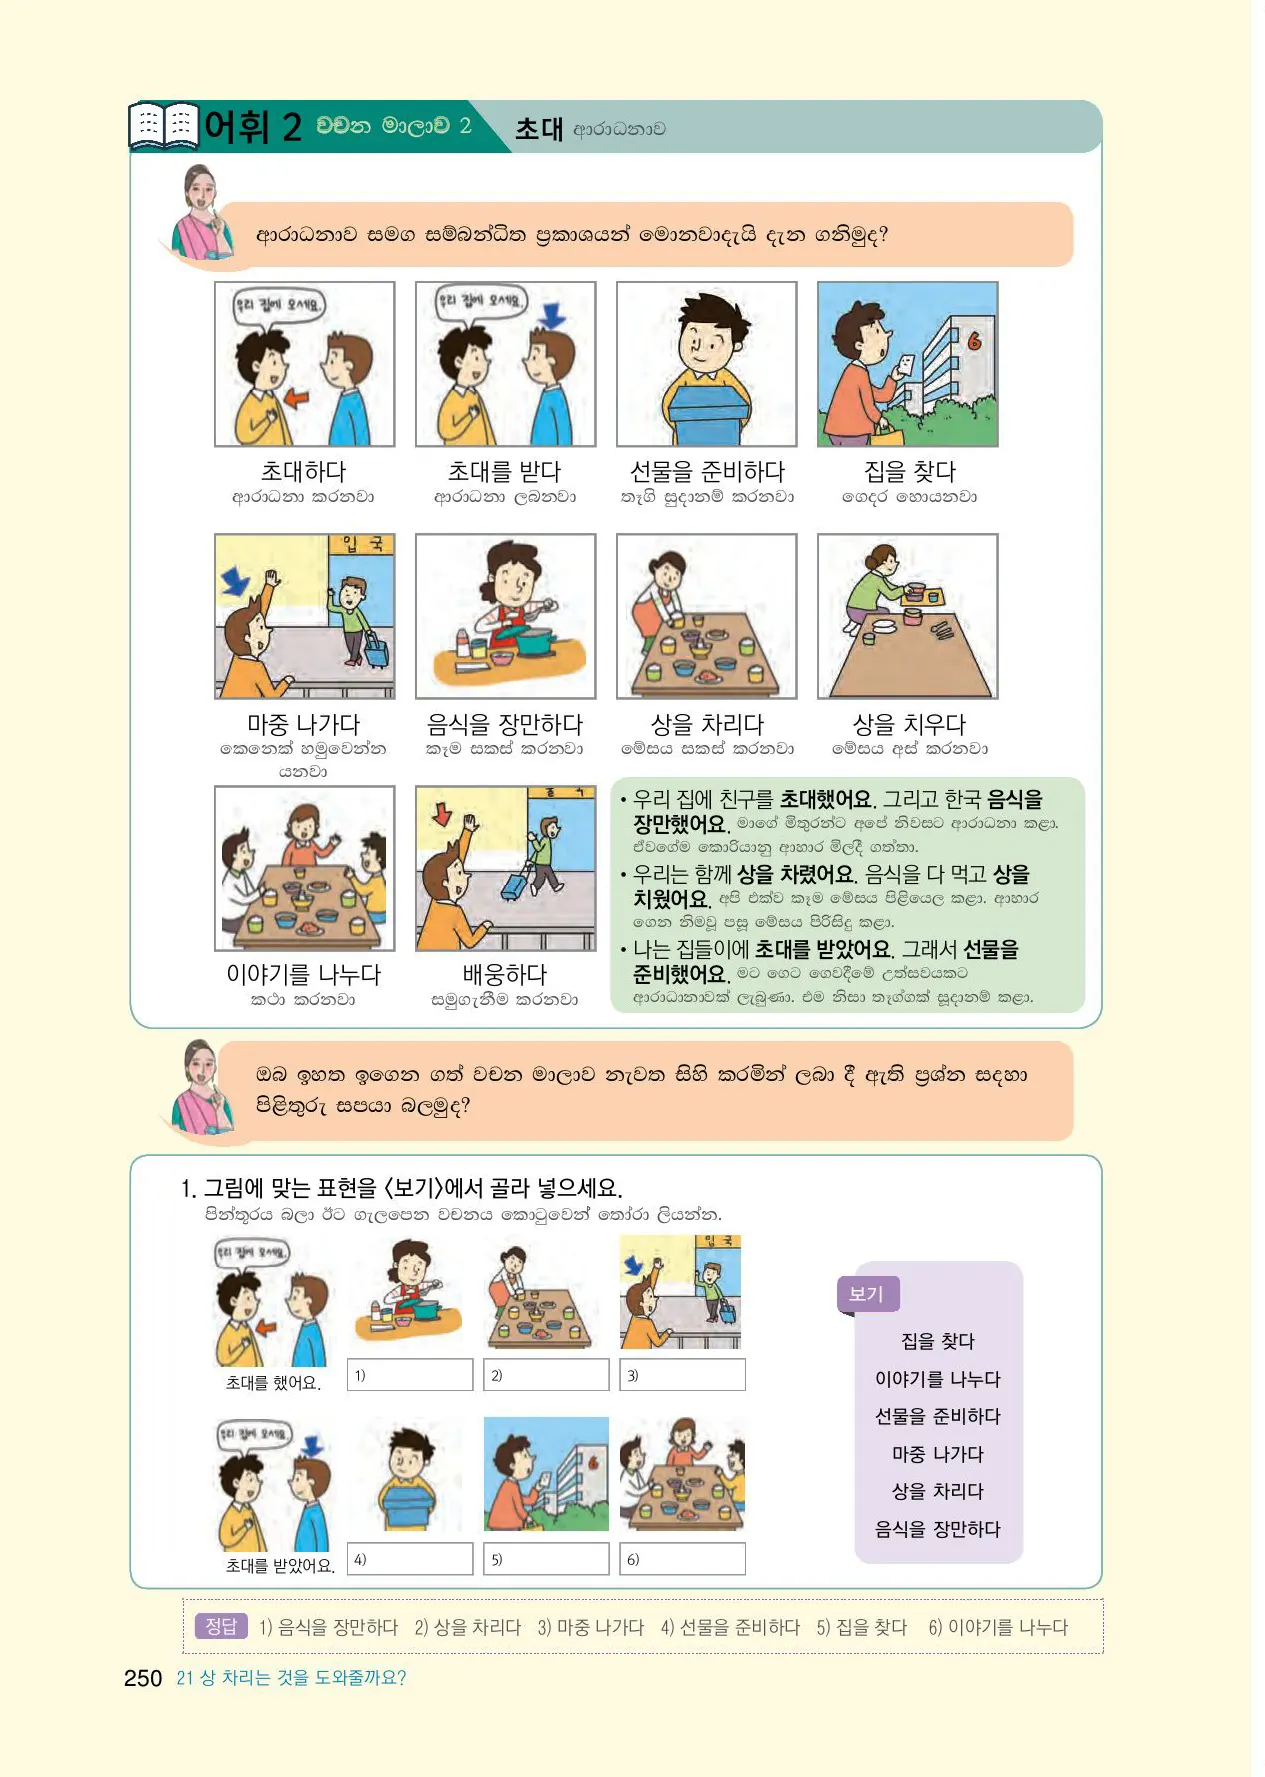 어휘 2 වචන මාලාව 2 초대 ආරාධනාව
ආරාධනාව සමග සම්බන්ධිත ප්‍රකාශයන් මොනවාදැයි දැන ගනිමුද?
우리 집에 오세요. 우리 집에 오세요. 6
초대하다 초대를 받다 선물을 준비하다 집을 찾다
ආරාධනා කරනවා ආරාධනා ලබනවා තෑගි සුදානම් කරනවා ගෙදර හොයනවා
입 국
마중 나가다 음식을 장만하다 상을 차리다 상을 치우다
කෙනෙක් හමුවෙන්න කෑම සකස් කරනවා මේසය සකස් කරනවා මේසය අස් කරනවා
යනවා
이야기를 나누다 배웅하다
කථා කරනවා සමුගැනීම කරනවා
• 우리 집에 친구를 초대했어요. 그리고 한국 음식을
장만했어요. මාගේ මිතුරන්ට අපේ නිවසට ආරාධනා කළා.
ඒවගේම කොරියානු ආහාර මිලදී ගත්තා.
• 우리는 함께 상을 차렸어요. 음식을 다 먹고 상을
치웠어요. අපි එක්ව කෑම මේසය පිළියෙල කළා. ආහාර
ගෙන නිමවූ පසු මේසය පිරිසිදු කළා.
• 나는 집들이에 초대를 받았어요. 그래서 선물을
준비했어요. මට ගෙට ගෙවදීමේ උත්සවයකට
ආරාධානාවක් ලැබුණා. එම නිසා තෑග්ගක් සූදානම් කළා.
ඔබ ඉහත ඉගෙන ගත් වචන මාලාව නැවත සිහි කරමින් ලබා දී ඇති ප්‍රශ්න සදහා
පිළිතුරු සපයා බලමුද?
1. 그림에 맞는 표현을 〈보기〉에서 골라 넣으세요.
පින්තූරය බලා ඊට ගැලපෙන වචනය කොටුවෙන් තෝරා ලියන්න.
우리 집에 오세요. 입 국
초대를 했어요. 1) 2) 3)
우리 집에 오세요. 6
초대를 받았어요. 4) 5) 6)
보기
집을 찾다
이야기를 나누다
선물을 준비하다
마중 나가다
상을 차리다
음식을 장만하다
정답 1) 음식을 장만하다 2) 상을 차리다 3) 마중 나가다 4) 선물을 준비하다 5) 집을 찾다 6) 이야기를 나누다
250 21 상 차리는 것을 도와줄까요?